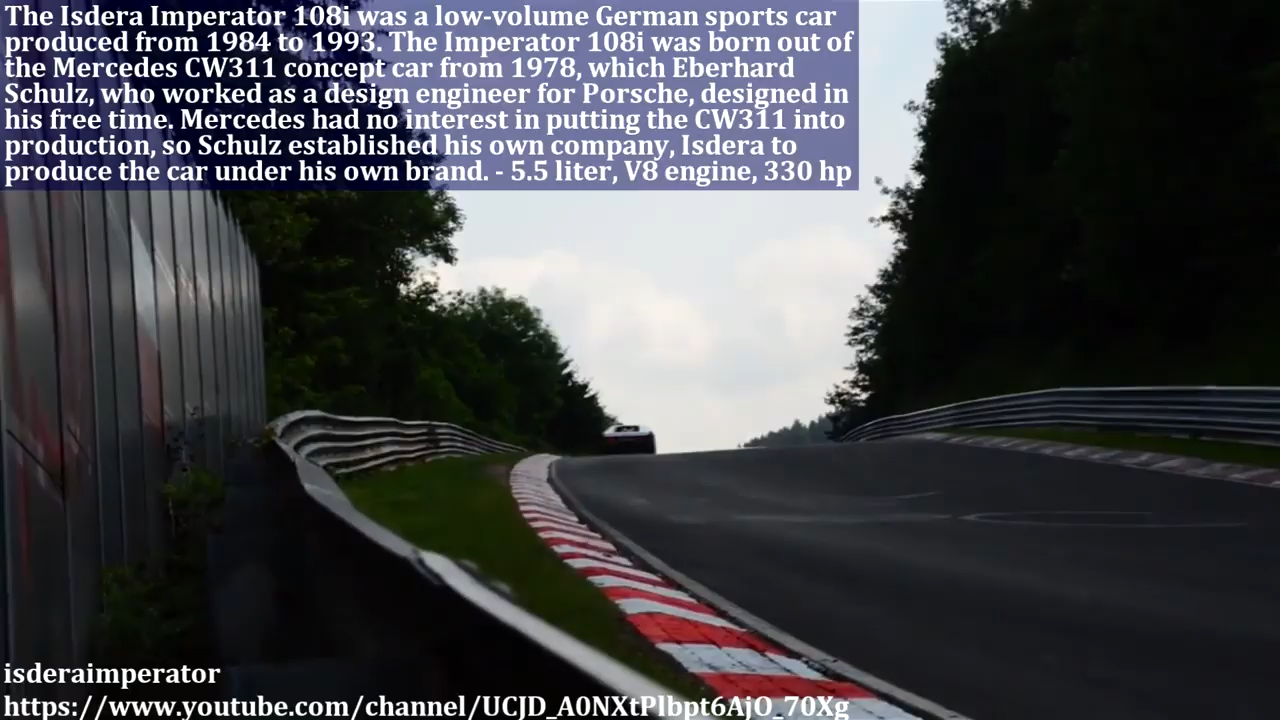 The Isdera Imperator 108i was a low-volume German sports car
produced from 1984 to 1993. The Imperator 108i was born out of
the Mercedes CW311 concept car from 1978, which Eberhard
Schulz, who worked as a design engineer for Porsche, designed in
his free time. Mercedes had no interest in putting the CW311 into
production, so Schulz established his own company, Isdera to
produce the car under his own brand. - 5.5 liter, V8 engine, 330 hp
isderaimperator
https://www.youtube.com/channel/UCJD_A0NXtPlbpt6AjO_70Xg